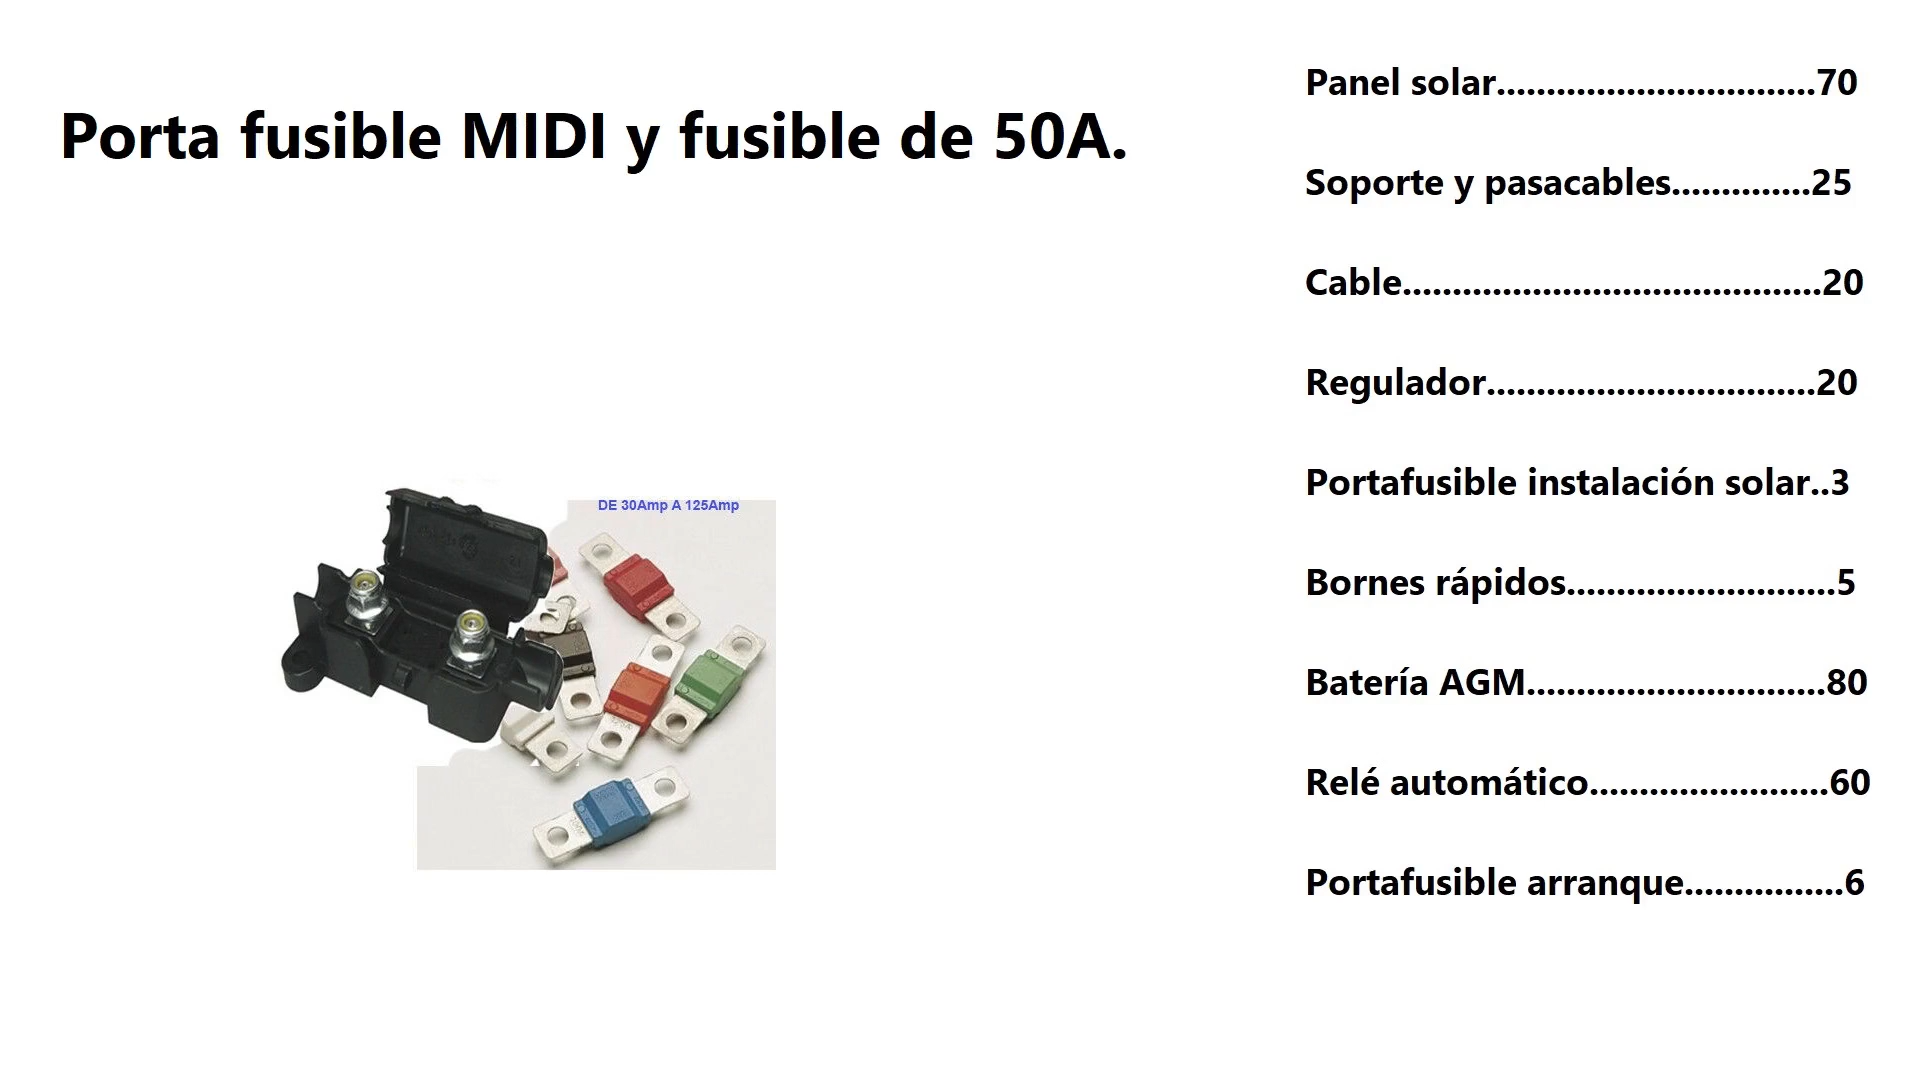 Porta fusible MIDI y fusible de 50A.
DE 30Amp A 125Amp
Panel solar................................70
Soporte y pasacables..............25
Cable..........................................20
Regulador.................................20
Portafusible instalación solar..3
Bornes rápidos...........................5
Batería AGM..............................80
Relé automático........................60
Portafusible arranque................6